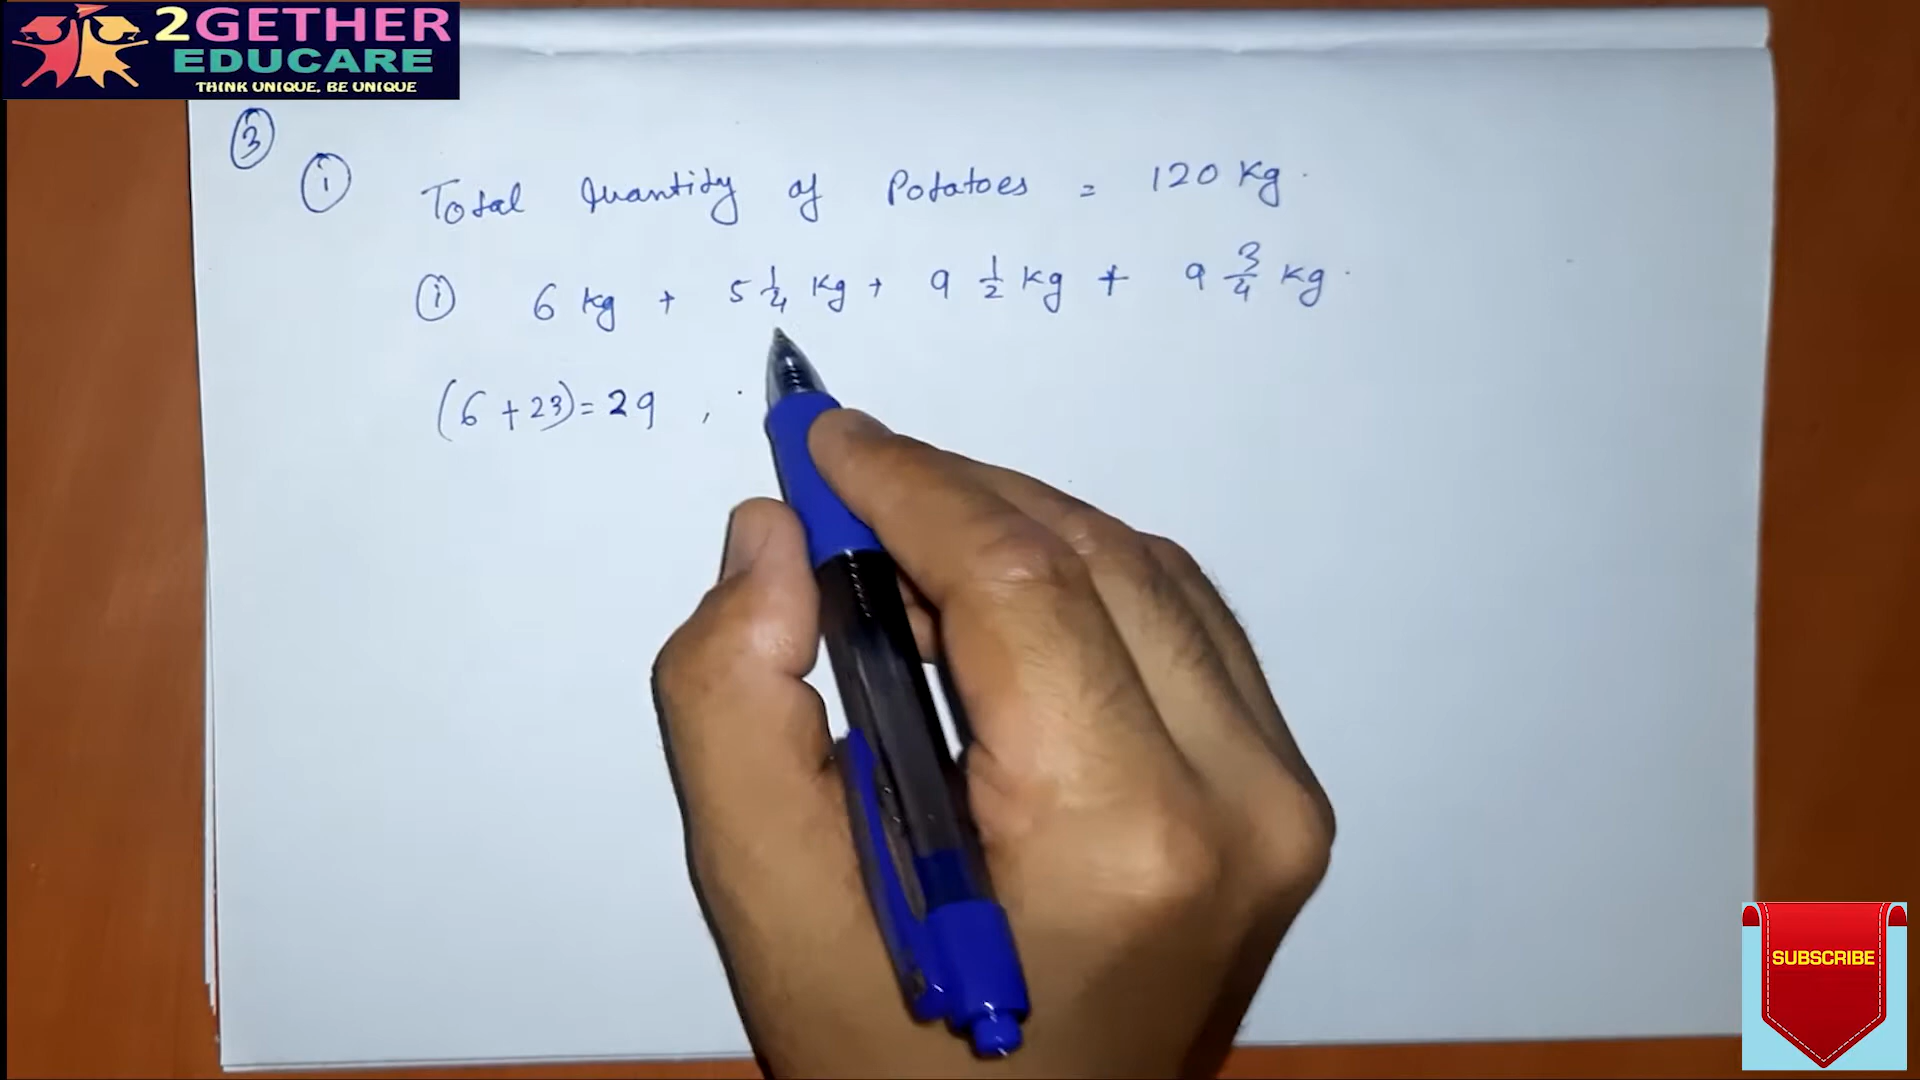 2GETHER
EDUCARE
THINK UNIQUE, BE UNIQUE
3
i Total Quantity of Potatoes = 120 Kg.
i 6 kg + 5 1/4 Kg + 9 1/2 kg + 9 3/4 kg.
(6 + 23) = 29 ,
SUBSCRIBE